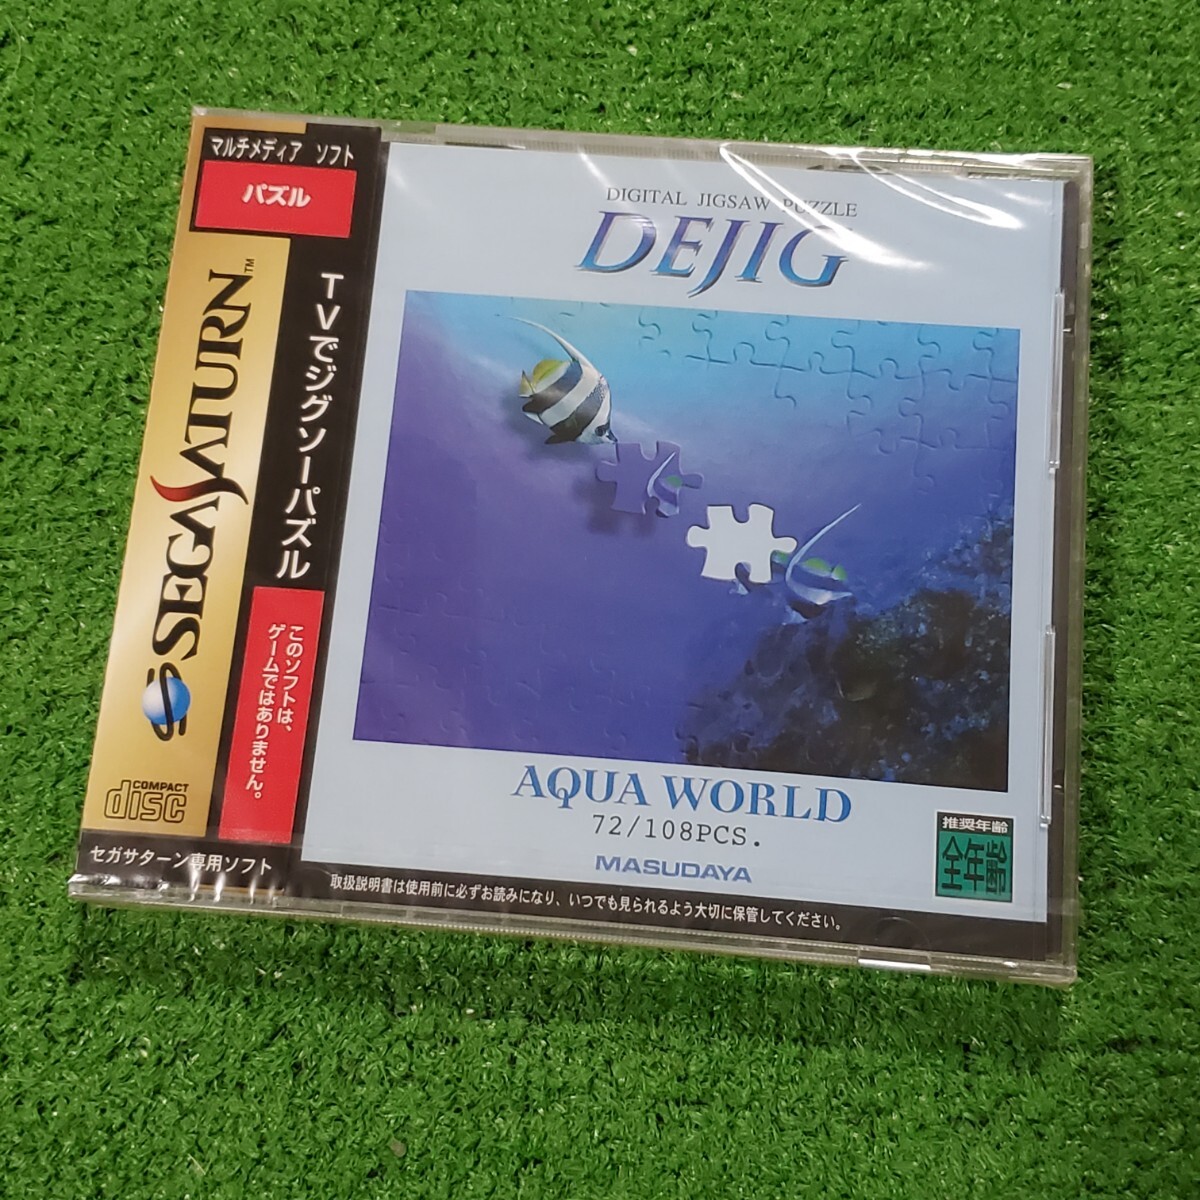 マルチメディア ソフト
パズル
SEGA SATURN™
TVでジグソーパズル
このソフトは、
ゲームではありません。
COMPACT
disc
セガサターン専用ソフト
DIGITAL JIGSAW PUZZLE
DEJIG
AQUA WORLD
72/108PCS.
MASUDAYA
推奨年齢
全年齢
取扱説明書は使用前に必ずお読みになり、いつでも見られるよう大切に保管してください。